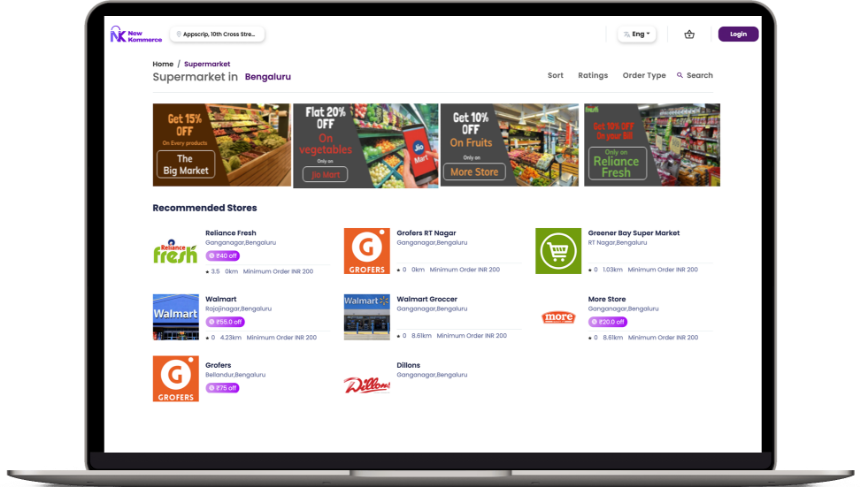 New
Kommerce
Appscrip, 10th Cross Stre...
Eng
Login
Home / Supermarket
Supermarket in Bengaluru
Sort Ratings Order Type Search
Get 15%
OFF
On Every products
The
Big Market
Flat 20%
OFF
On
vegetables
Only on
Jio Mart
Jio
Mart
Get 10%
OFF
On Fruits
Only on
More Store
fresh
Get 10% OFF
On your Bill
Only on
Reliance
Fresh
Recommended Stores
Reliance
fresh
Reliance Fresh
Ganganagar,Bengaluru
₹40 off
3.5 0km Minimum Order INR 200
G
GROFERS
Grofers RT Nagar
Ganganagar,Bengaluru
0 0km Minimum Order INR 200
Greener Bay Super Market
RT Nagar,Bengaluru
0 1.03km Minimum Order INR 200
Walmart
Walmart
Rajajinagar,Bengaluru
₹55.0 off
0 4.23km Minimum Order INR 200
Walmart
Walmart Groccer
Ganganagar,Bengaluru
0 8.61km Minimum Order INR 200
more
More Store
Ganganagar,Bengaluru
₹20.0 off
0 8.61km Minimum Order INR 200
G
GROFERS
Grofers
Bellandur,Bengaluru
₹75 off
Dillons
Dillons
Ganganagar,Bengaluru